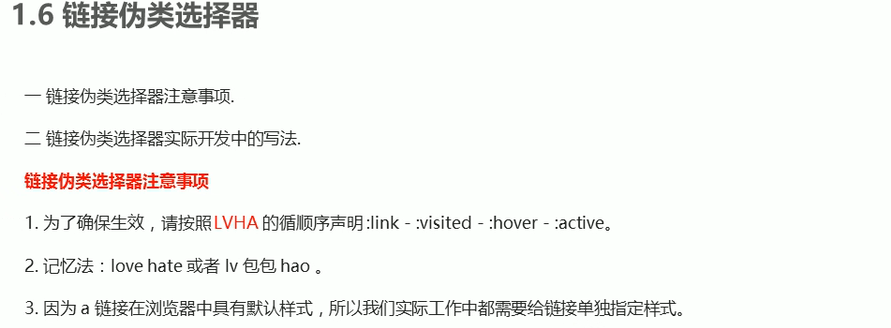 1.6 链接伪类选择器
一 链接伪类选择器注意事项.
二 链接伪类选择器实际开发中的写法.
链接伪类选择器注意事项
1. 为了确保生效，请按照 LVHA 的循顺序声明 :link - :visited - :hover - :active。
2. 记忆法：love hate 或者 lv 包包 hao 。
3. 因为 a 链接在浏览器中具有默认样式，所以我们实际工作中都需要给链接单独指定样式。